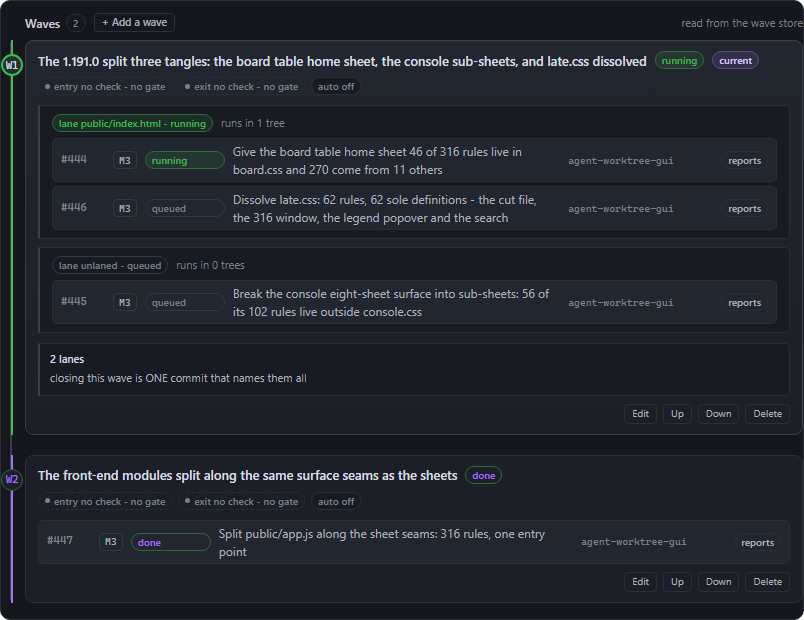 Waves 2 + Add a wave read from the wave store
W1 The 1.191.0 split three tangles: the board table home sheet, the console sub-sheets, and late.css dissolved running current
entry no check - no gate exit no check - no gate auto off
lane public/index.html - running runs in 1 tree
#444 M3 running Give the board table home sheet 46 of 316 rules live in
board.css and 270 come from 11 others agent-worktree-gui reports
#446 M3 queued Dissolve late.css: 62 rules, 62 sole definitions - the cut file,
the 316 window, the legend popover and the search agent-worktree-gui reports
lane unlaned - queued runs in 0 trees
#445 M3 queued Break the console eight-sheet surface into sub-sheets: 56 of
its 102 rules live outside console.css agent-worktree-gui reports
2 lanes
closing this wave is ONE commit that names them all
Edit Up Down Delete
W2 The front-end modules split along the same surface seams as the sheets done
entry no check - no gate exit no check - no gate auto off
#447 M3 done Split public/app.js along the sheet seams: 316 rules, one entry
point agent-worktree-gui reports
Edit Up Down Delete